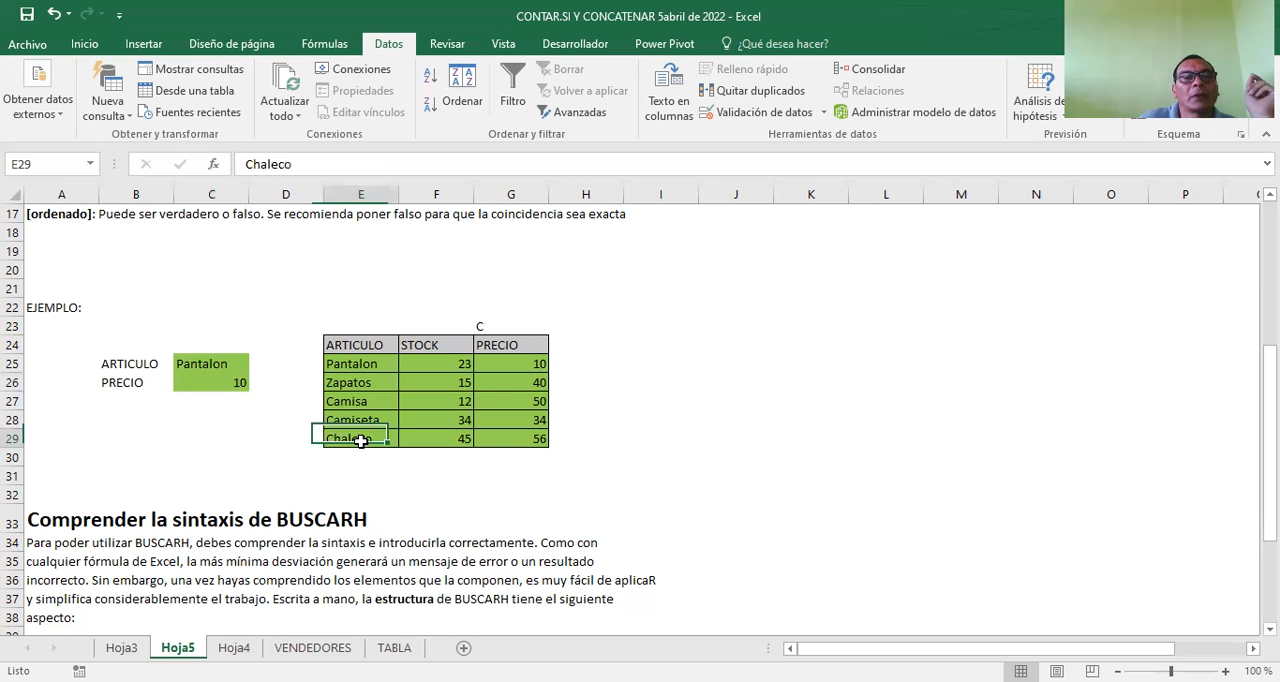 CONTAR.SI Y CONCATENAR 5abril de 2022 - Excel
Archivo Inicio Insertar Diseño de página Fórmulas Datos Revisar Vista Desarrollador Power Pivot ¿Qué desea hacer?
Obtener datos externos
Nueva consulta
Mostrar consultas
Desde una tabla
Fuentes recientes
Obtener y transformar
Actualizar todo
Conexiones
Propiedades
Editar vínculos
Conexiones
Ordenar
Filtro
Borrar
Volver a aplicar
Avanzadas
Ordenar y filtrar
Texto en columnas
Relleno rápido
Quitar duplicados
Validación de datos
Consolidar
Relaciones
Administrar modelo de datos
Herramientas de datos
Análisis de hipótesis
Previsión
Esquema
E29 fx Chaleco
A B C D E F G H I J K L M N O P
17 [ordenado]: Puede ser verdadero o falso. Se recomienda poner falso para que la coincidencia sea exacta
18
19
20
21
22 EJEMPLO:
23 C
24 ARTICULO STOCK PRECIO
25 ARTICULO Pantalon Pantalon 23 10
26 PRECIO 10 Zapatos 15 40
27 Camisa 12 50
28 Camiseta 34 34
29 Chaleco 45 56
30
31
32
33 Comprender la sintaxis de BUSCARH
34 Para poder utilizar BUSCARH, debes comprender la sintaxis e introducirla correctamente. Como con
35 cualquier fórmula de Excel, la más mínima desviación generará un mensaje de error o un resultado
36 incorrecto. Sin embargo, una vez hayas comprendido los elementos que la componen, es muy fácil de aplicaR
37 y simplifica considerablemente el trabajo. Escrita a mano, la estructura de BUSCARH tiene el siguiente
38 aspecto:
Hoja3 Hoja5 Hoja4 VENDEDORES TABLA
Listo 100 %